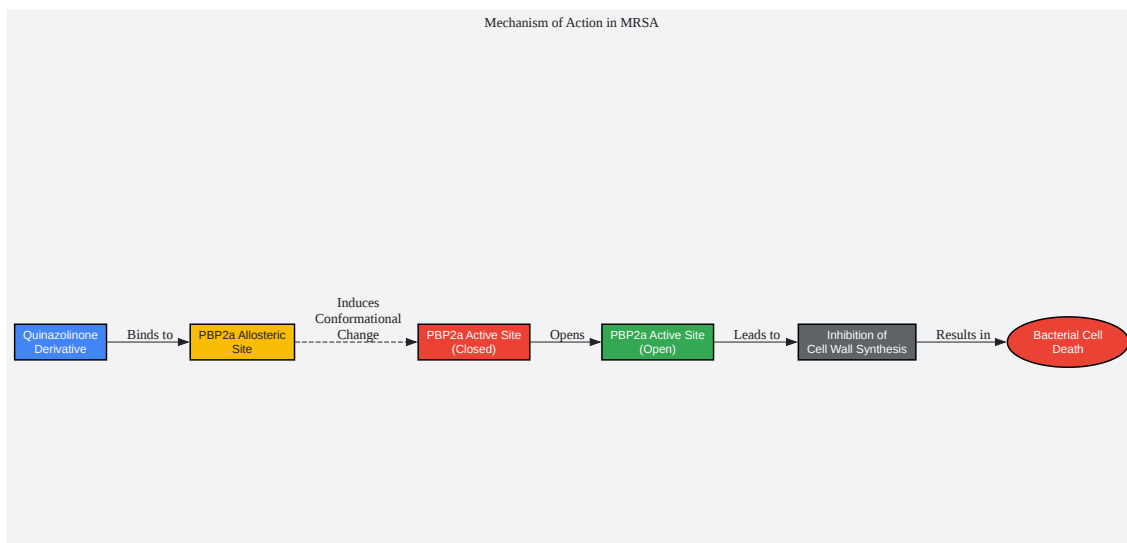 Mechanism of Action in MRSA
Quinazolinone
Derivative
Binds to
PBP2a Allosteric
Site
Induces
Conformational
Change
PBP2a Active Site
(Closed)
Opens
PBP2a Active Site
(Open)
Leads to
Inhibition of
Cell Wall Synthesis
Results in
Bacterial Cell
Death